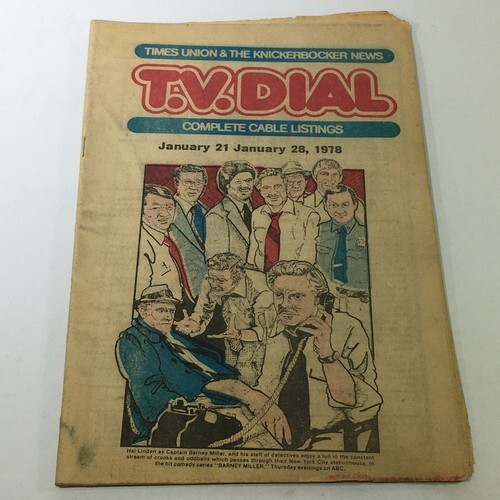 TIMES UNION & THE KNICKERBOCKER NEWS
T.V. DIAL
COMPLETE CABLE LISTINGS
January 21 January 28, 1978
Hal Linden as Captain Barney Miller, and his staff of detectives enjoy a lull in the constant
stream of crooks and oddballs which passes through their New York City stationhouse, in
the hit comedy series "BARNEY MILLER," Thursday evenings on ABC.